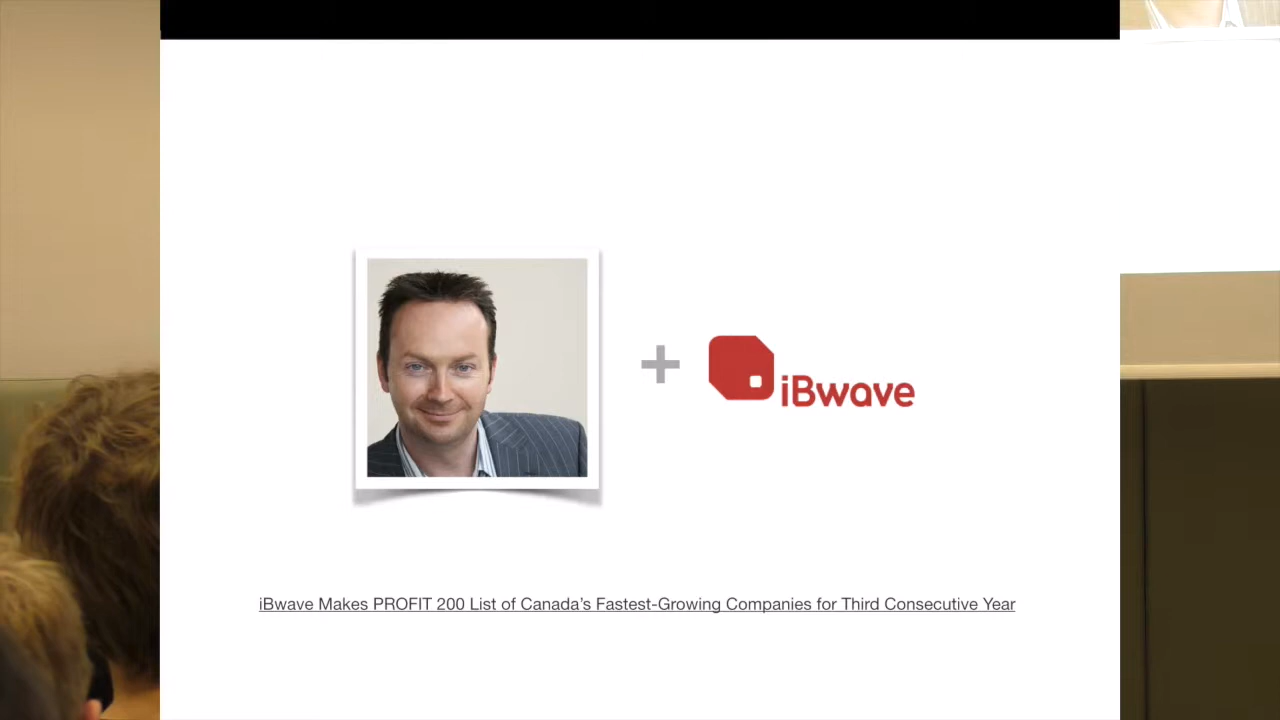 iBwave
iBwave Makes PROFIT 200 List of Canada’s Fastest-Growing Companies for Third Consecutive Year